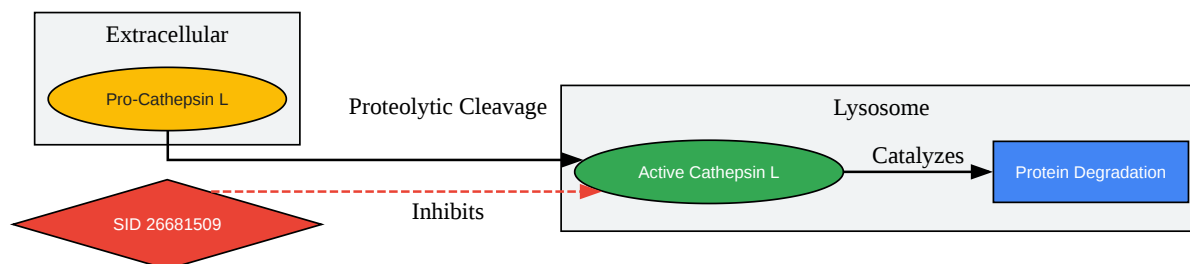 Extracellular
Pro-Cathepsin L
Proteolytic Cleavage
Lysosome
Active Cathepsin L
Catalyzes
Protein Degradation
SID 26681509
Inhibits